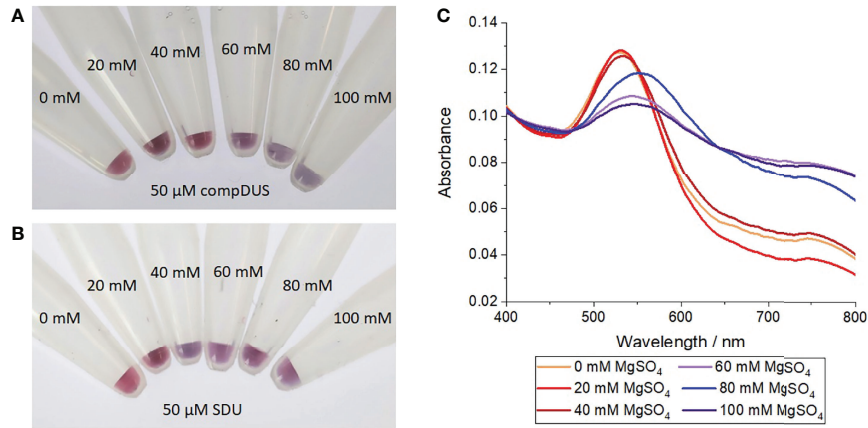 A
0 mM
20 mM
40 mM
60 mM
80 mM
100 mM
50 µM compDUS
B
0 mM
20 mM
40 mM
60 mM
80 mM
100 mM
50 µM SDU
C
Absorbance
0.14
0.12
0.10
0.08
0.06
0.04
0.02
400 500 600 700 800
Wavelength / nm
0 mM MgSO₄ 60 mM MgSO₄
20 mM MgSO₄ 80 mM MgSO₄
40 mM MgSO₄ 100 mM MgSO₄